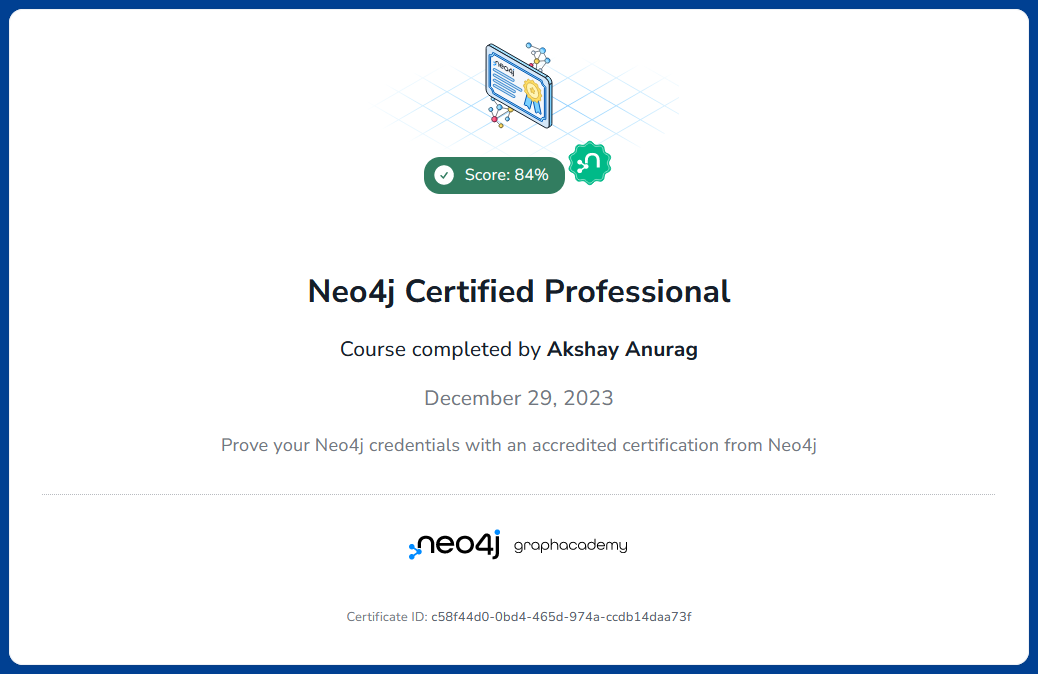 neo4j
Score: 84%
Neo4j Certified Professional
Course completed by Akshay Anurag
December 29, 2023
Prove your Neo4j credentials with an accredited certification from Neo4j
neo4j graphacademy
Certificate ID: c58f44d0-0bd4-465d-974a-ccdb14daa73f